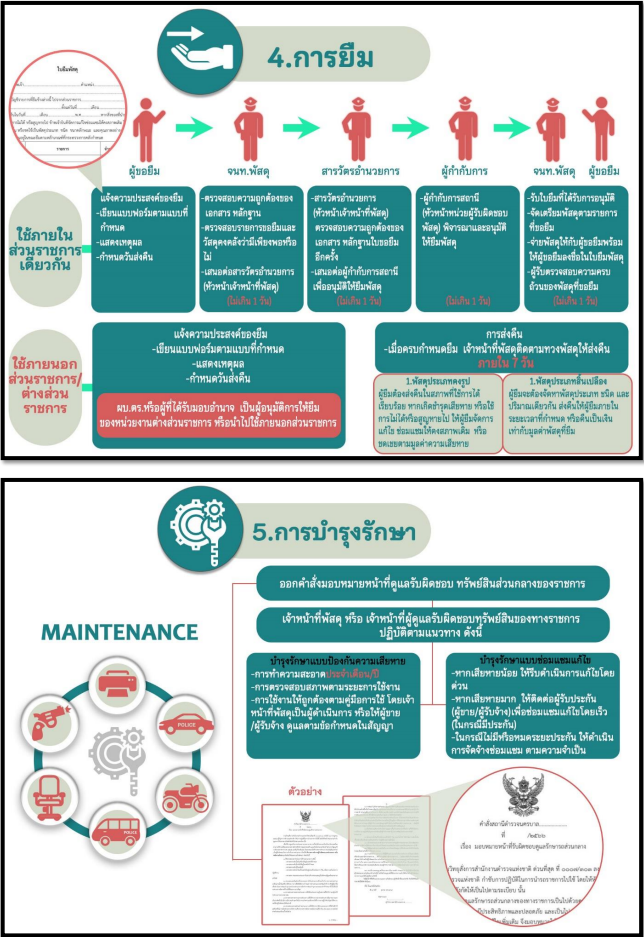 4.การยืม
ใบยืมพัสดุ
ผู้ขอยืม
จนท.พัสดุ
สารวัตรอำนวยการ
ผู้กำกับการ
จนท.พัสดุ
ผู้ขอยืม
ใช้ภายใน
ส่วนราชการ
เดียวกัน
แจ้งความประสงค์ของยืม
-เขียนแบบฟอร์มตามแบบที่
กำหนด
-แสดงเหตุผล
-กำหนดวันส่งคืน
-ตรวจสอบความถูกต้องของ
เอกสาร หลักฐาน
-ตรวจสอบรายการขอยืมและ
วัสดุคงคลังว่ามีเพียงพอหรือ
ไม่
-เสนอต่อสารวัตรอำนวยการ
(หัวหน้าเจ้าหน้าที่พัสดุ)
(ไม่เกิน 1 วัน)
-สารวัตรอำนวยการ
(หัวหน้าเจ้าหน้าที่พัสดุ)
ตรวจสอบความถูกต้องของ
เอกสาร หลักฐานใบขอยืม
อีกครั้ง
-เสนอต่อผู้กำกับการสถานี
เพื่ออนุมัติให้ยืมพัสดุ
(ไม่เกิน 1 วัน)
-ผู้กำกับการสถานี
(หัวหน้าหน่วยผู้รับผิดชอบ
พัสดุ) พิจารณาและอนุมัติ
ให้ยืมพัสดุ
(ไม่เกิน 1 วัน)
-รับใบยืมที่ได้รับการอนุมัติ
-จัดเตรียมพัสดุตามรายการ
ที่ขอยืม
-จ่ายพัสดุให้กับผู้ขอยืมพร้อม
ให้ผู้ขอยืมลงชื่อในใบยืมพัสดุ
-ผู้รับตรวจสอบความครบ
ถ้วนของพัสดุที่ขอยืม
(ไม่เกิน 1 วัน)
ใช้ภายนอก
ส่วนราชการ/
ต่างส่วน
ราชการ
แจ้งความประสงค์ของยืม
-เขียนแบบฟอร์มตามแบบที่กำหนด
-แสดงเหตุผล
-กำหนดวันส่งคืน
ผบ.ตร.หรือผู้ที่ได้รับมอบอำนาจ เป็นผู้อนุมัติการให้ยืม
ของหน่วยงานต่างส่วนราชการ หรือนำไปใช้ภายนอกส่วนราชการ
การส่งคืน
-เมื่อครบกำหนดยืม เจ้าหน้าที่พัสดุติดตามทวงพัสดุให้ส่งคืน
ภายใน 7 วัน
1.พัสดุประเภทคงรูป
ผู้ยืมต้องส่งคืนในสภาพที่ใช้การได้
เรียบร้อย หากเกิดชำรุดเสียหาย หรือใช้
การไม่ได้หรือสูญหายไป ให้ผู้ยืมจัดการ
แก้ไข ซ่อมแซมให้คงสภาพเดิม หรือ
ชดเชยตามมูลค่าความเสียหาย
1.พัสดุประเภทสิ้นเปลือง
ผู้ยืมจะต้องจัดหาพัสดุประเภท ชนิด และ
ปริมาณเดียวกัน ส่งคืนให้ผู้ยืมภายใน
ระยะเวลาที่กำหนด หรือคืนเป็นเงิน
เท่ากับมูลค่าพัสดุที่ยืม
5.การบำรุงรักษา
ออกคำสั่งมอบหมายหน้าที่ดูแลรับผิดชอบ ทรัพย์สินส่วนกลางของราชการ
เจ้าหน้าที่พัสดุ หรือ เจ้าหน้าที่ผู้ดูแลรับผิดชอบทรัพย์สินของทางราชการ
ปฏิบัติตามแนวทาง ดังนี้
MAINTENANCE
POLICE
POLICE
บำรุงรักษาแบบป้องกันความเสียหาย
-การทำความสะอาดประจำเดือน/ปี
-การตรวจสอบสภาพตามระยะการใช้งาน
-การใช้งานให้ถูกต้องตามคู่มือการใช้ โดยเจ้า
หน้าที่พัสดุเป็นผู้ดำเนินการ หรือให้ผู้ขาย
/ผู้รับจ้าง ดูแลตามข้อกำหนดในสัญญา
บำรุงรักษาแบบซ่อมแซมแก้ไข
-หากเสียหายน้อย ให้รีบดำเนินการแก้ไขโดย
ด่วน
-หากเสียหายมาก ให้ติดต่อผู้รับประกัน
(ผู้ขาย/ผู้รับจ้าง)เพื่อซ่อมแซมแก้ไขโดยเร็ว
(ในกรณีมีประกัน)
-ในกรณีไม่มีหรือหมดระยะประกัน ให้ดำเนิน
การจัดจ้างซ่อมแซม ตามความจำเป็น
ตัวอย่าง
คำสั่งสถานีตำรวจนครบาล
ที่ /๒๕๖๖
เรื่อง มอบหมายหน้าที่รับผิดชอบดูแลรักษารถส่วนกลาง